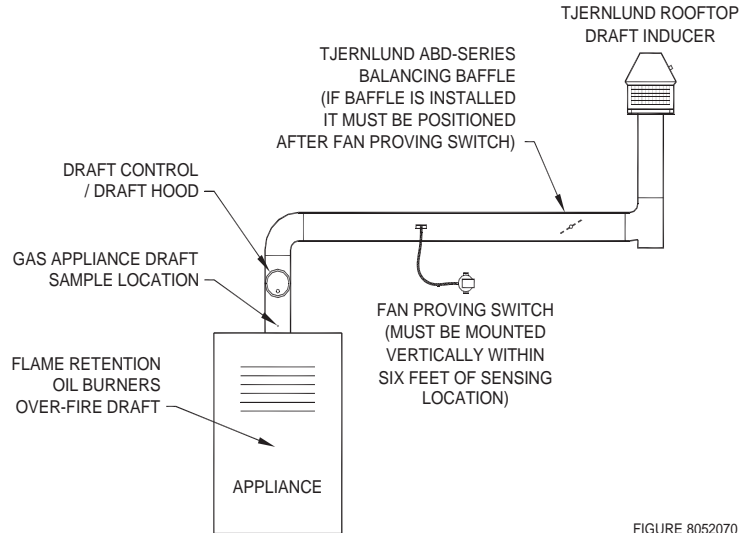 TJERNLUND ROOFTOP
DRAFT INDUCER
TJERNLUND ABD-SERIES
BALANCING BAFFLE
(IF BAFFLE IS INSTALLED
IT MUST BE POSITIONED
AFTER FAN PROVING SWITCH)
DRAFT CONTROL
/ DRAFT HOOD
GAS APPLIANCE DRAFT
SAMPLE LOCATION
FAN PROVING SWITCH
(MUST BE MOUNTED
VERTICALLY WITHIN
SIX FEET OF SENSING
LOCATION)
FLAME RETENTION
OIL BURNERS
OVER-FIRE DRAFT
APPLIANCE
FIGURE 8052070